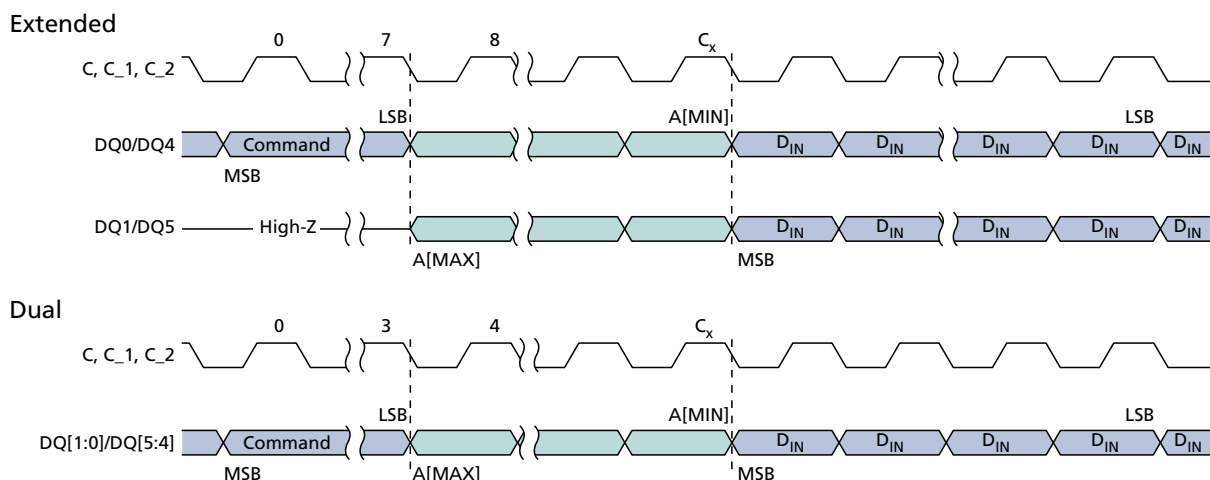 Extended
0 7 8 Cx
C, C_1, C_2
LSB A[MIN] LSB
DQ0/DQ4 Command DIN DIN DIN DIN DIN
MSB
DQ1/DQ5 High-Z DIN DIN DIN DIN DIN
A[MAX] MSB
Dual
0 3 4 Cx
C, C_1, C_2
LSB A[MIN] LSB
DQ[1:0]/DQ[5:4] Command DIN DIN DIN DIN DIN
MSB A[MAX] MSB